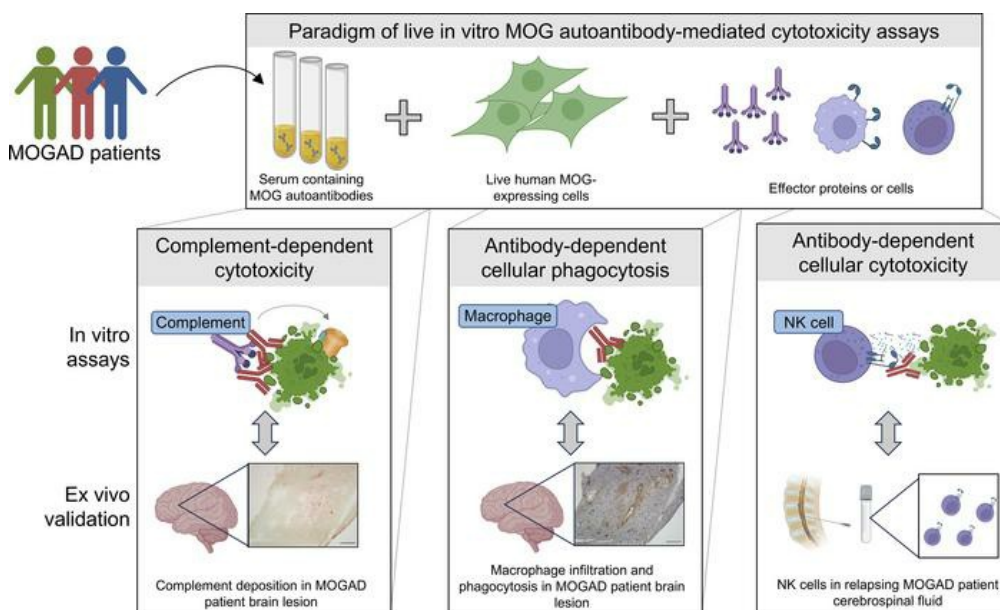 Paradigm of live in vitro MOG autoantibody-mediated cytotoxicity assays
MOGAD patients
Serum containing
MOG autoantibodies
Live human MOG-
expressing cells
Effector proteins or cells
Complement-dependent
cytotoxicity
Antibody-dependent
cellular phagocytosis
Antibody-dependent
cellular cytotoxicity
In vitro
assays
Complement
Macrophage
NK cell
Ex vivo
validation
Complement deposition in MOGAD
patient brain lesion
Macrophage infiltration and
phagocytosis in MOGAD patient brain
lesion
NK cells in relapsing MOGAD patient
cerebrospinal fluid